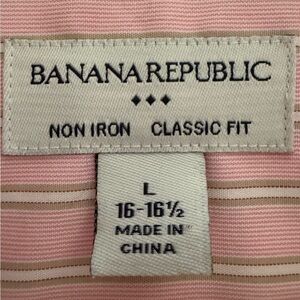 BANANA REPUBLIC
NON IRON CLASSIC FIT
L
16-16½
MADE IN
CHINA